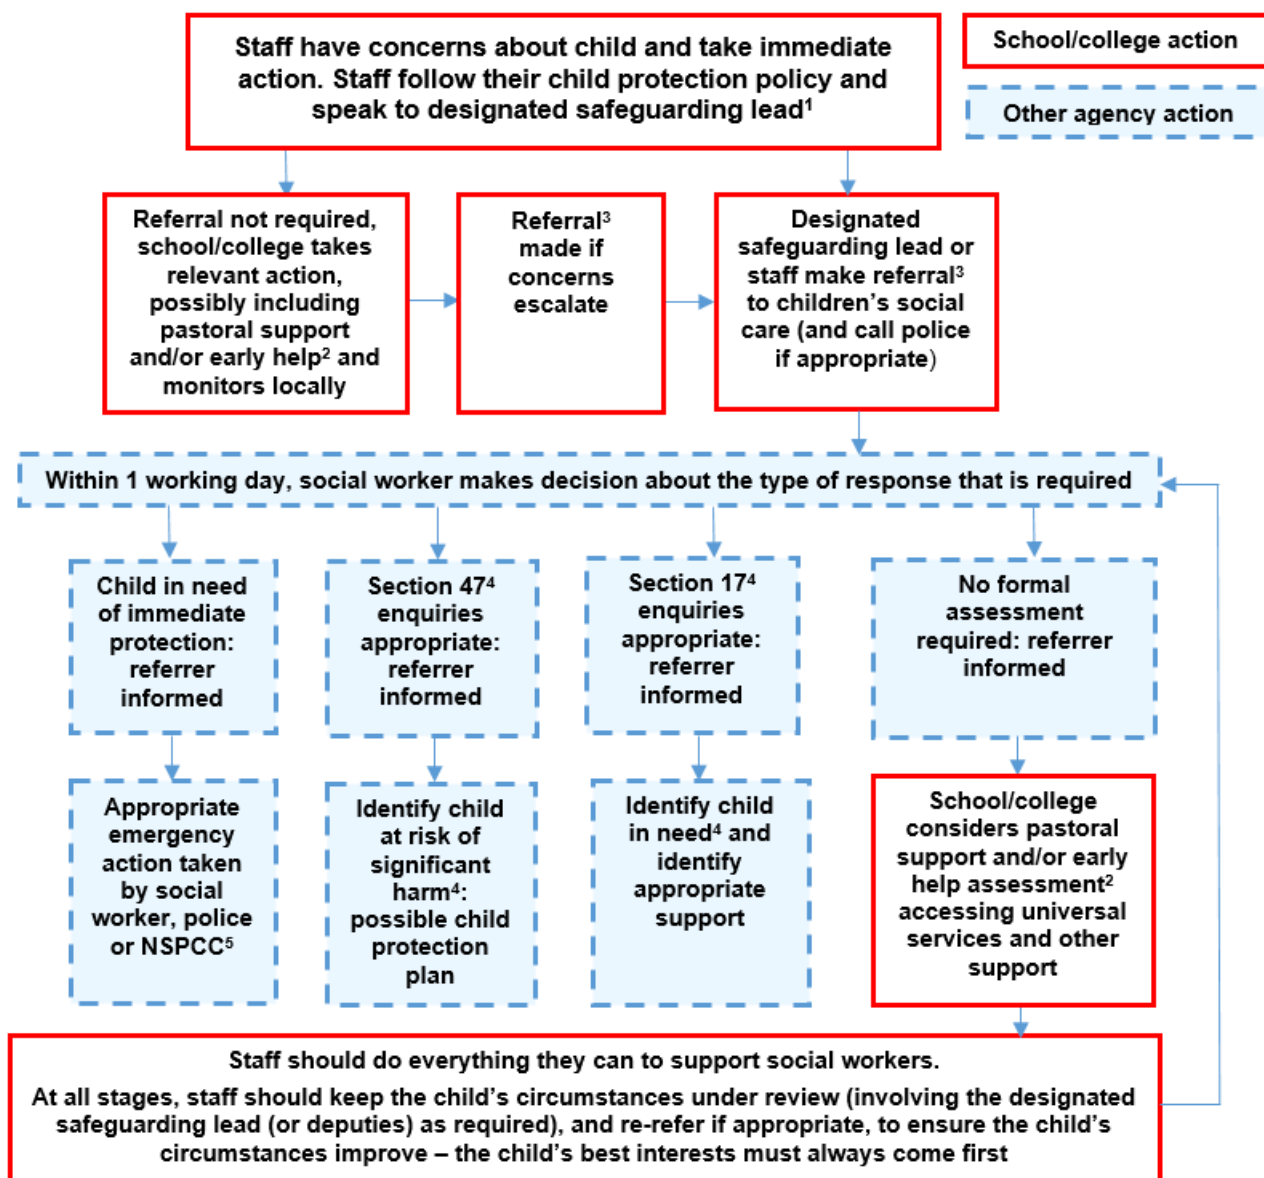 Staff have concerns about child and take immediate
action. Staff follow their child protection policy and
speak to designated safeguarding lead¹
School/college action
Other agency action
Referral not required,
school/college takes
relevant action,
possibly including
pastoral support
and/or early help² and
monitors locally
Referral³
made if
concerns
escalate
Designated
safeguarding lead or
staff make referral³
to children’s social
care (and call police
if appropriate)
Within 1 working day, social worker makes decision about the type of response that is required
Child in need
of immediate
protection:
referrer
informed
Section 47⁴
enquiries
appropriate:
referrer
informed
Section 17⁴
enquiries
appropriate:
referrer
informed
No formal
assessment
required: referrer
informed
Appropriate
emergency
action taken
by social
worker, police
or NSPCC⁵
Identify child
at risk of
significant
harm⁴:
possible child
protection
plan
Identify child
in need⁴ and
identify
appropriate
support
School/college
considers pastoral
support and/or early
help assessment²
accessing universal
services and other
support
Staff should do everything they can to support social workers.
At all stages, staff should keep the child’s circumstances under review (involving the designated
safeguarding lead (or deputies) as required), and re-refer if appropriate, to ensure the child’s
circumstances improve – the child’s best interests must always come first